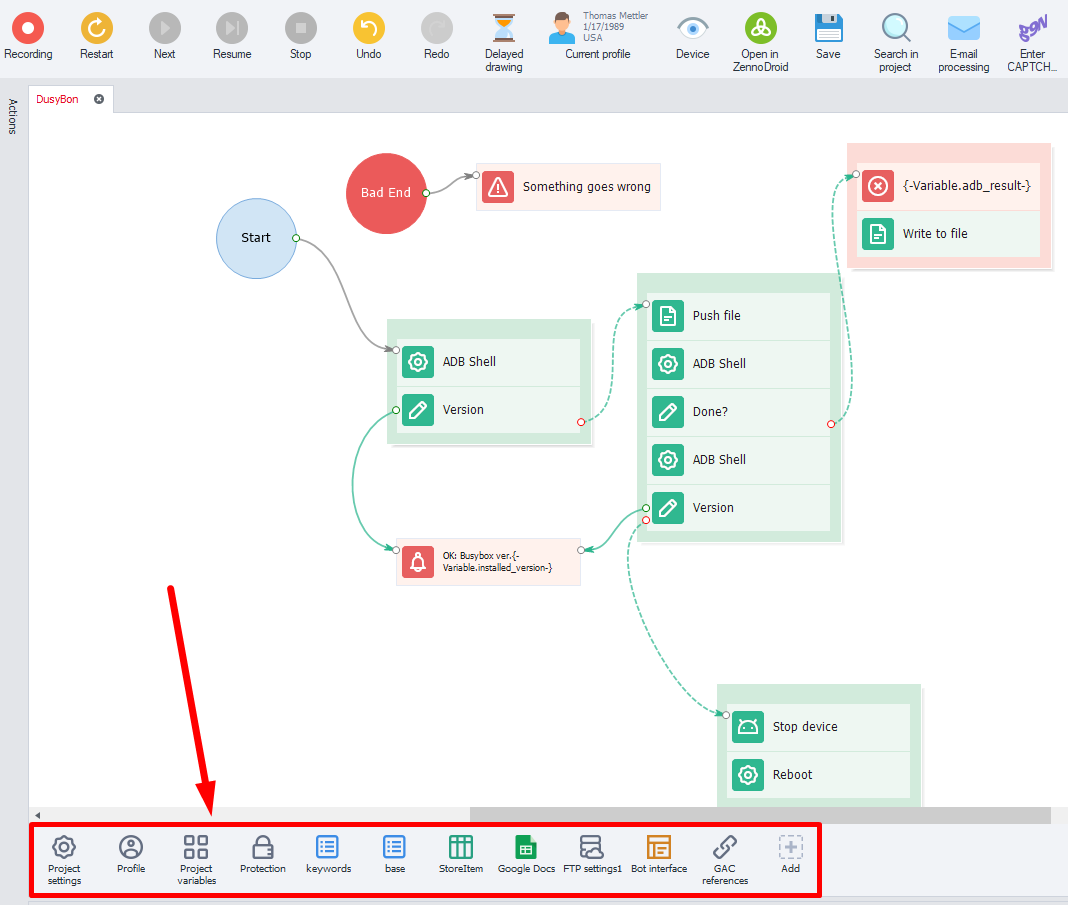 Recording
Restart
Next
Resume
Stop
Undo
Redo
Delayed
drawing
Thomas Mettler
1/17/1989
USA
Current profile
Device
Open in
ZennoDroid
Save
Search in
project
E-mail
processing
Enter
CAPTCH...
Actions
DusyBon
Bad End
Something goes wrong
{-Variable.adb_result-}
Write to file
Start
Push file
ADB Shell
Done?
ADB Shell
Version
ADB Shell
Version
OK: Busybox ver.{-
Variable.installed_version-}
Stop device
Reboot
Project
settings
Profile
Project
variables
Protection
keywords
base
StoreItem
Google Docs
FTP settings1
Bot interface
GAC
references
Add